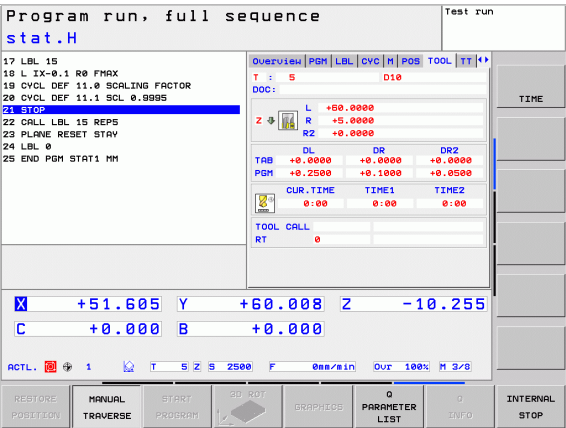 Program run, full sequence
Test run
stat.H
17 LBL 15
18 L IX-0.1 R0 FMAX
19 CYCL DEF 11.0 SCALING FACTOR
20 CYCL DEF 11.1 SCL 0.9995
21 STOP
22 CALL LBL 15 REP5
23 PLANE RESET STAY
24 LBL 0
25 END PGM STAT1 MM
Overview PGM LBL CYC M POS TOOL TT
T : 5 D10
DOC:
L +60.0000
Z R +5.0000
R2 +0.0000
DL DR DR2
TAB +0.0000 +0.0000 +0.0000
PGM +0.2500 +0.1000 +0.0500
CUR.TIME TIME1 TIME2
0:00 0:00 0:00
TOOL CALL
RT 0
TIME
X +51.605 Y +60.008 Z -10.255
C +0.000 B +0.000
ACTL. 1 T 5 Z S 2500 F 0mm/min Ovr 100% M 3/8
RESTORE POSITION
MANUAL TRAVERSE
START PROGRAM
3D ROT
GRAPHICS
Q PARAMETER LIST
Q INFO
INTERNAL STOP